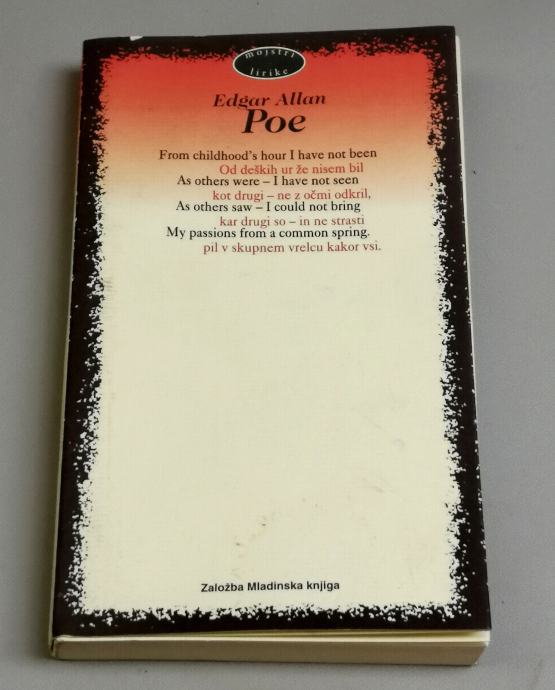 mojstri
lirike
Edgar Allan
Poe
From childhood's hour I have not been
Od deških ur že nisem bil
As others were – I have not seen
kot drugi – ne z očmi odkril,
As others saw – I could not bring
kar drugi so – in ne strasti
My passions from a common spring.
pil v skupnem vrelcu kakor vsi.
Založba Mladinska knjiga